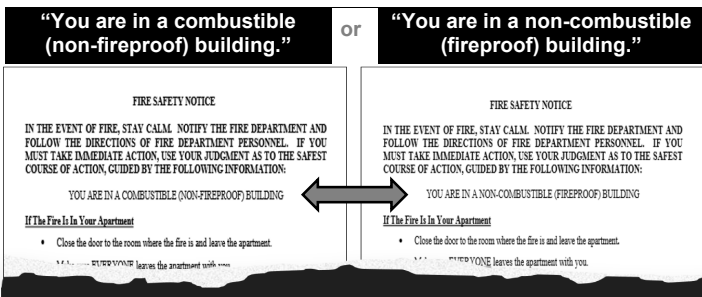 “You are in a combustible
(non-fireproof) building.”
or
“You are in a non-combustible
(fireproof) building.”
FIRE SAFETY NOTICE
IN THE EVENT OF FIRE, STAY CALM. NOTIFY THE FIRE DEPARTMENT AND
FOLLOW THE DIRECTIONS OF FIRE DEPARTMENT PERSONNEL. IF YOU
MUST TAKE IMMEDIATE ACTION, USE YOUR JUDGMENT AS TO THE SAFEST
COURSE OF ACTION, GUIDED BY THE FOLLOWING INFORMATION:
YOU ARE IN A COMBUSTIBLE (NON-FIREPROOF) BUILDING
If The Fire Is In Your Apartment
• Close the door to the room where the fire is and leave the apartment.
EVERYONE leaves the apartment with you.
FIRE SAFETY NOTICE
IN THE EVENT OF FIRE, STAY CALM. NOTIFY THE FIRE DEPARTMENT AND
FOLLOW THE DIRECTIONS OF FIRE DEPARTMENT PERSONNEL. IF YOU
MUST TAKE IMMEDIATE ACTION, USE YOUR JUDGMENT AS TO THE SAFEST
COURSE OF ACTION, GUIDED BY THE FOLLOWING INFORMATION:
YOU ARE IN A NON-COMBUSTIBLE (FIREPROOF) BUILDING
If The Fire Is In Your Apartment
• Close the door to the room where the fire is and leave the apartment.
EVERYONE leaves the apartment with you.